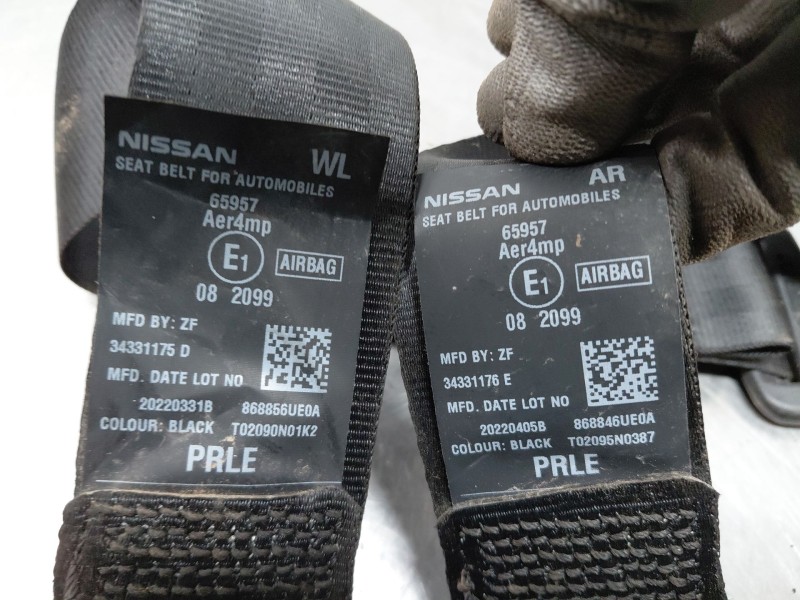 NISSAN WL
SEAT BELT FOR AUTOMOBILES
65957
Aer4mp
E1 AIRBAG
08 2099
MFD BY: ZF
34331175 D
MFD. DATE LOT NO
20220331B 868856UE0A
COLOUR: BLACK T02090N01K2
PRLE
NISSAN AR
SEAT BELT FOR AUTOMOBILES
65957
Aer4mp
E1 AIRBAG
08 2099
MFD BY: ZF
34331176 E
MFD. DATE LOT NO
20220405B 868846UE0A
COLOUR: BLACK T02095N0387
PRLE